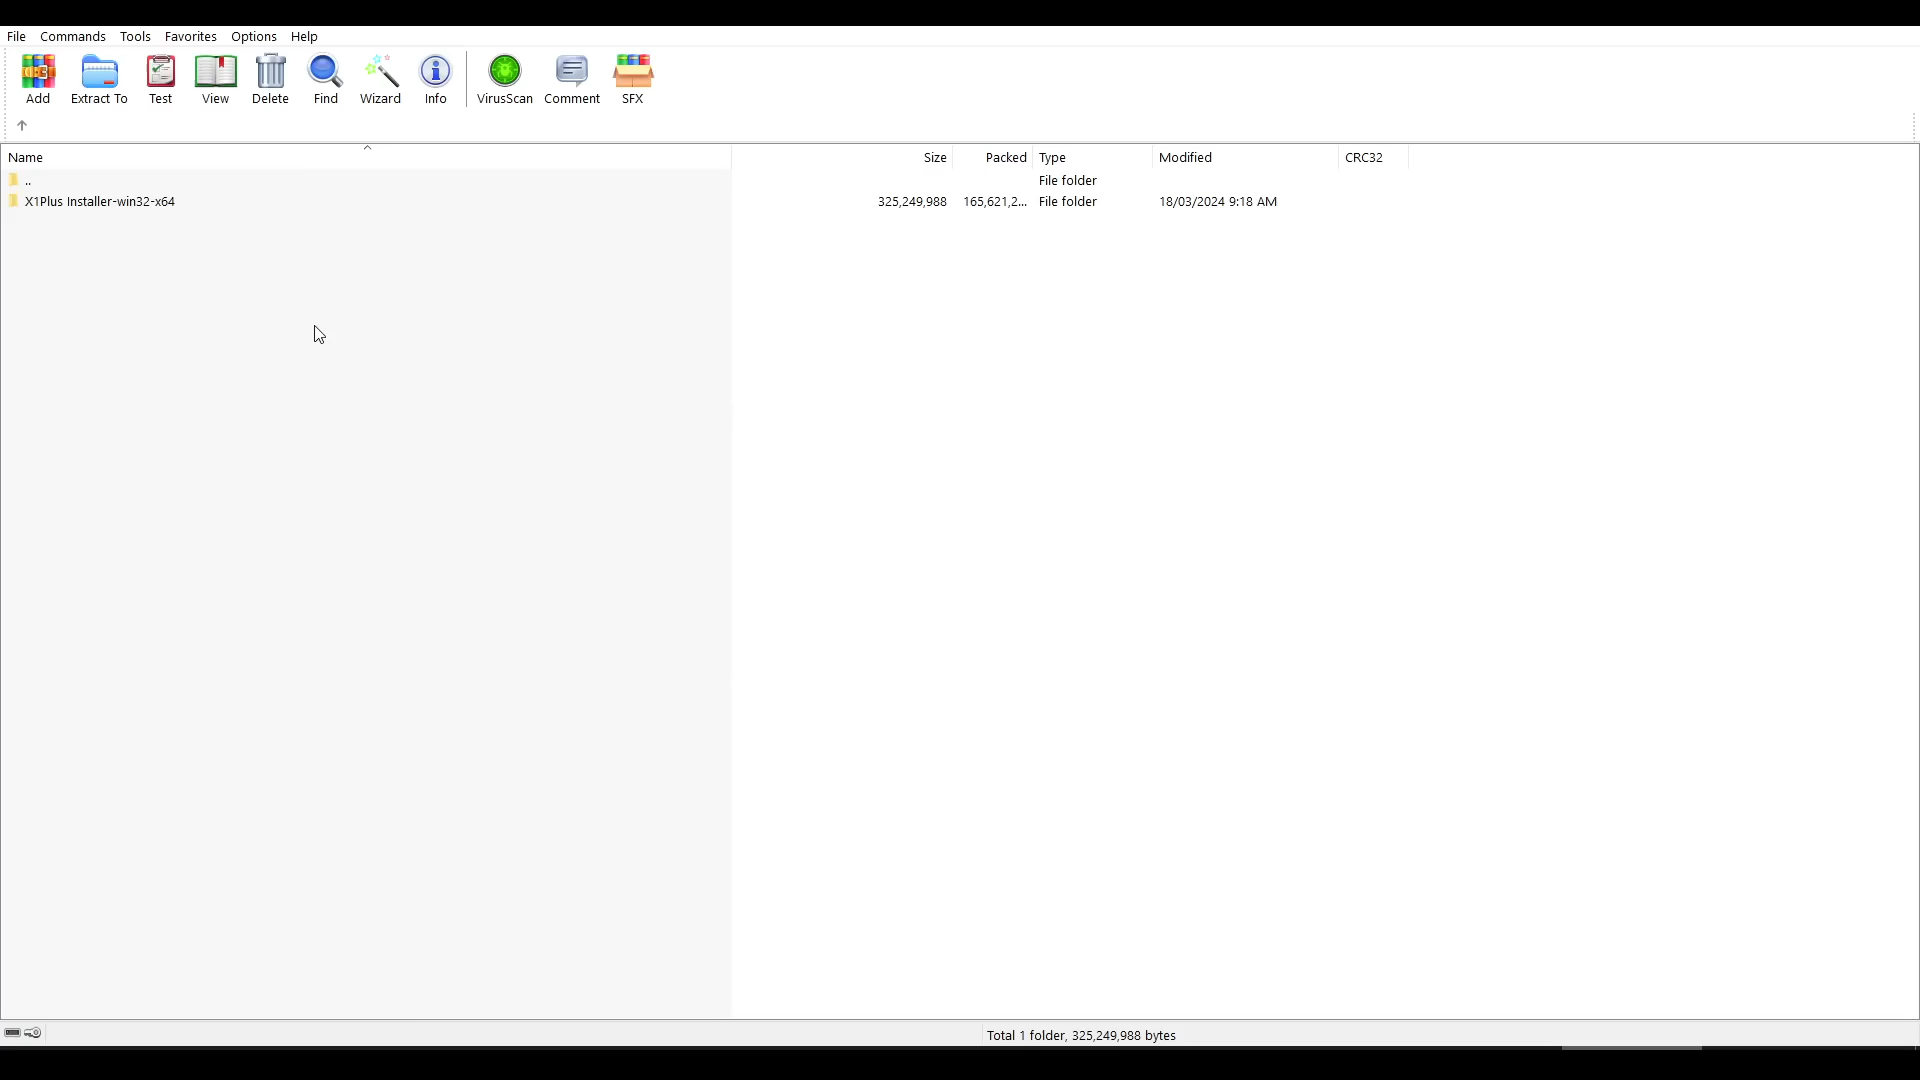 File Commands Tools Favorites Options Help
Add Extract To Test View Delete Find Wizard Info VirusScan Comment SFX
Name Size Packed Type Modified CRC32
.. File folder
X1Plus Installer-win32-x64 325,249,988 165,621,2... File folder 18/03/2024 9:18 AM
Total 1 folder, 325,249,988 bytes